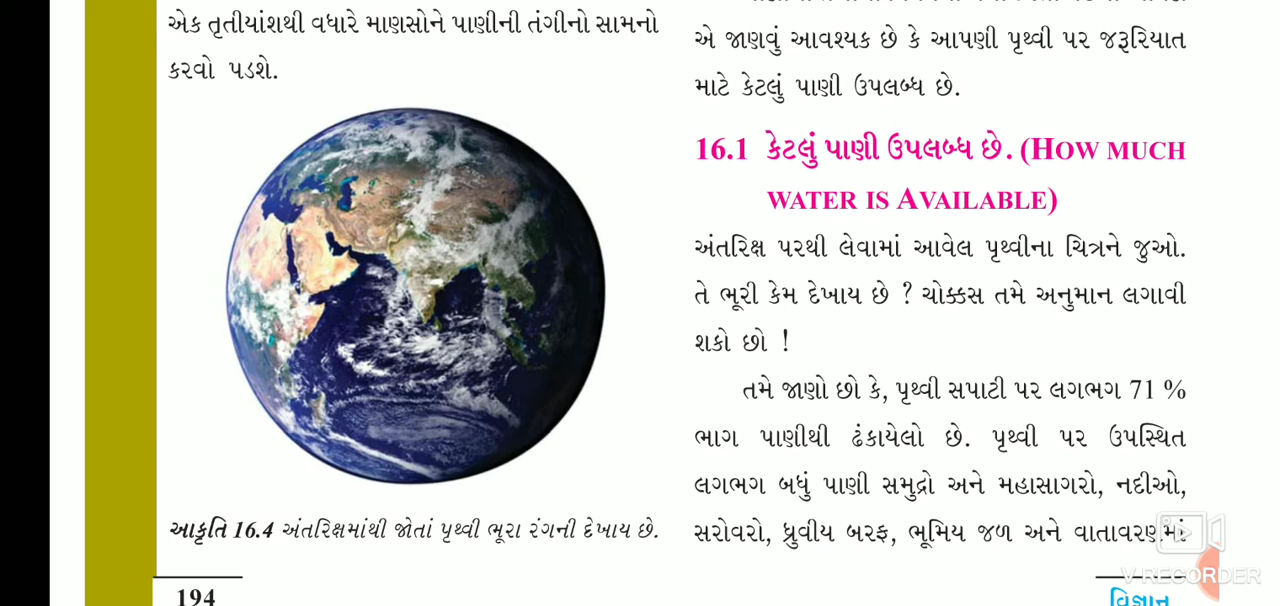 એક તૃતીયાંશથી વધારે માણસોને પાણીની તંગીનો સામનો
કરવો પડશે.
આકૃતિ 16.4 અંતરિક્ષમાંથી જોતાં પૃથ્વી ભૂરા રંગની દેખાય છે.
194
એ જાણવું આવશ્યક છે કે આપણી પૃથ્વી પર જરૂરિયાત
માટે કેટલું પાણી ઉપલબ્ધ છે.
16.1 કેટલું પાણી ઉપલબ્ધ છે. (HOW MUCH
WATER IS AVAILABLE)
અંતરિક્ષ પરથી લેવામાં આવેલ પૃથ્વીના ચિત્રને જુઓ.
તે ભૂરી કેમ દેખાય છે ? ચોક્કસ તમે અનુમાન લગાવી
શકો છો !
તમે જાણો છો કે, પૃથ્વી સપાટી પર લગભગ 71 %
ભાગ પાણીથી ઢંકાયેલો છે. પૃથ્વી પર ઉપસ્થિત
લગભગ બધું પાણી સમુદ્રો અને મહાસાગરો, નદીઓ,
સરોવરો, ધ્રુવીય બરફ, ભૂમિય જળ અને વાતાવરણમાં
વિજ્ઞાન
V RECORDER